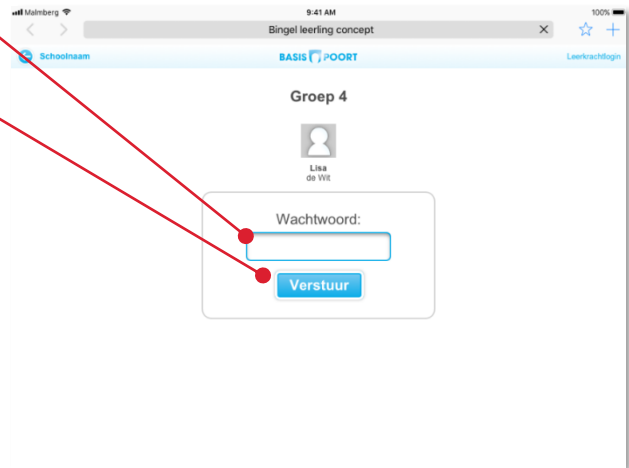 Malmberg 9:41 AM 100%
Bingel leerling concept
Schoolnaam BASIS POORT Leerkrachtlogin
Groep 4
Lisa
de Wit
Wachtwoord:
Verstuur